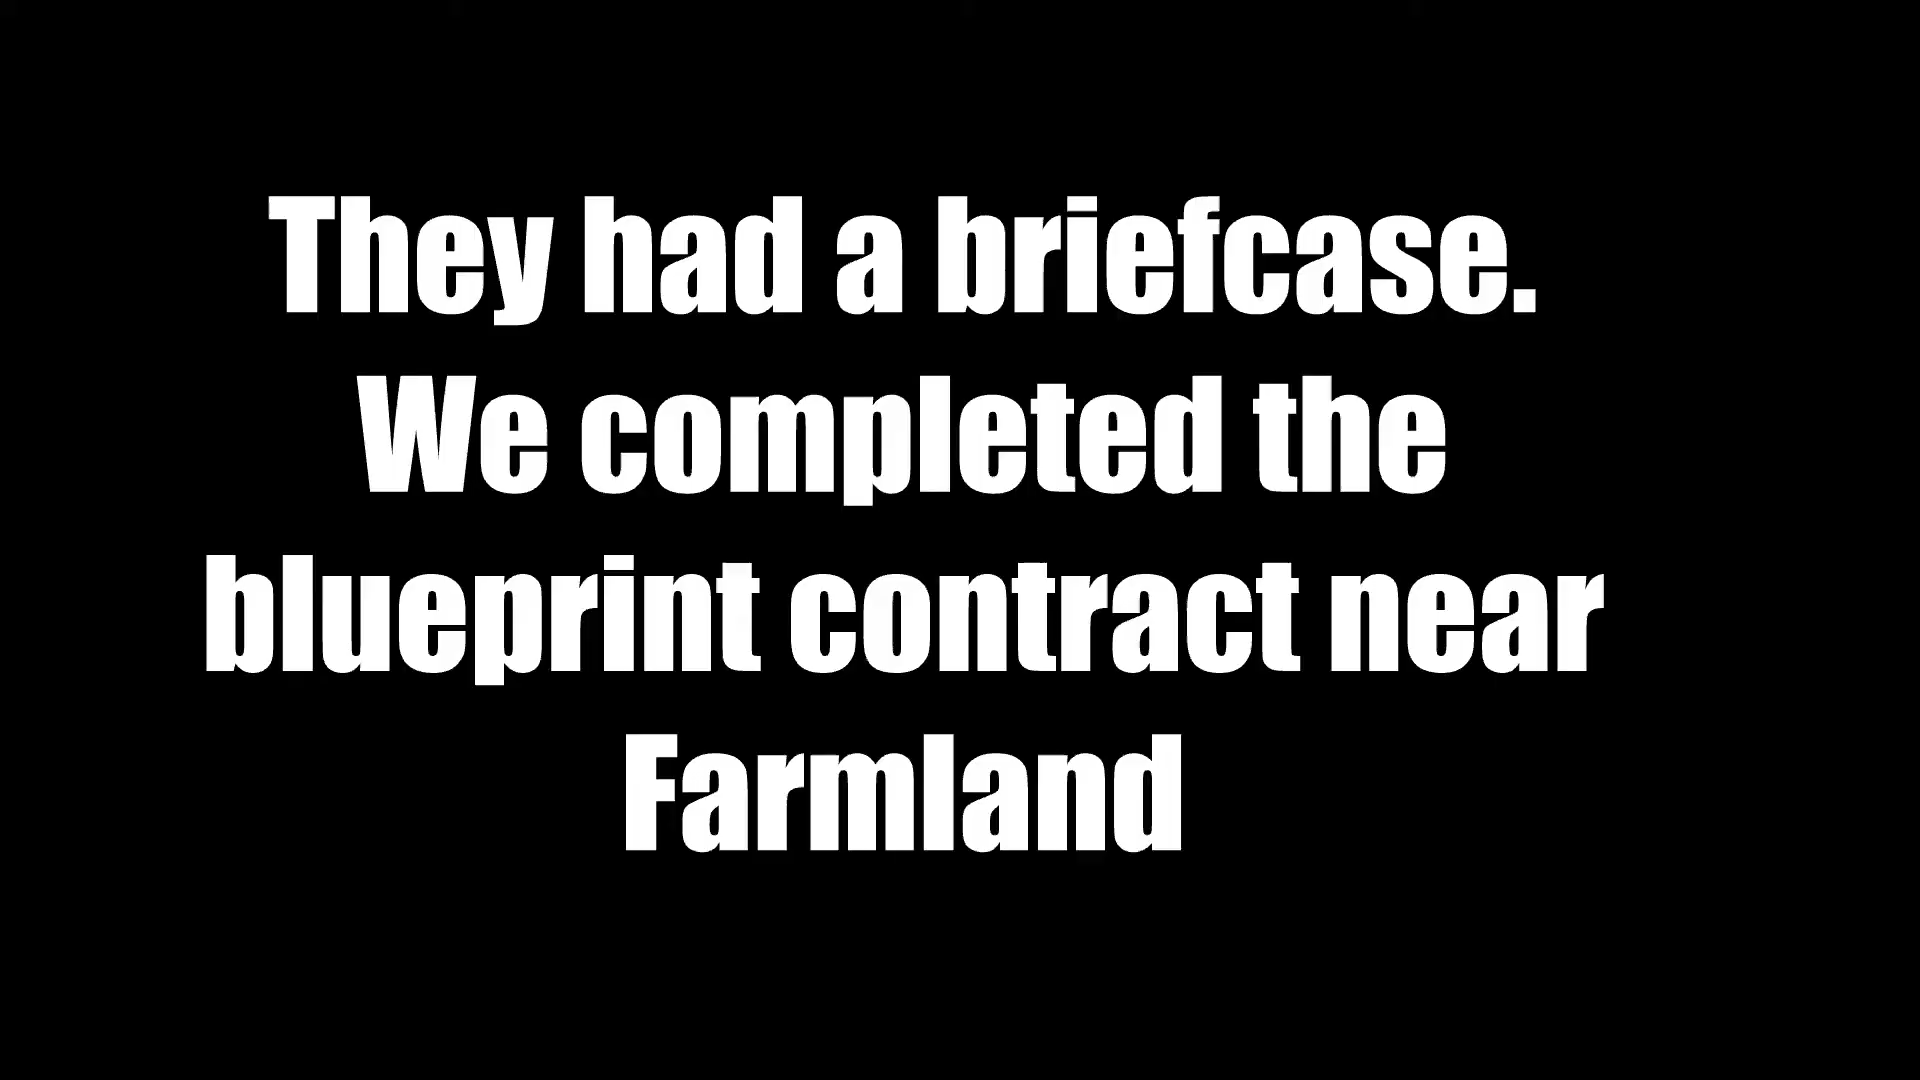 They had a briefcase.
We completed the
blueprint contract near
Farmland